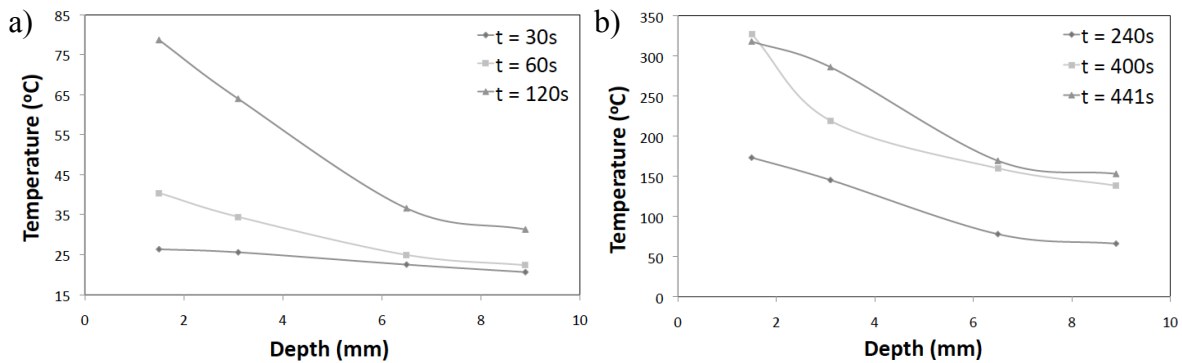 a)
85
75
65
55
45
35
25
15
0
2
4
6
8
10
Temperature (ºC)
Depth (mm)
t = 30s
t = 60s
t = 120s
b)
350
300
250
200
150
100
50
0
0
2
4
6
8
10
Temperature (ºC)
Depth (mm)
t = 240s
t = 400s
t = 441s